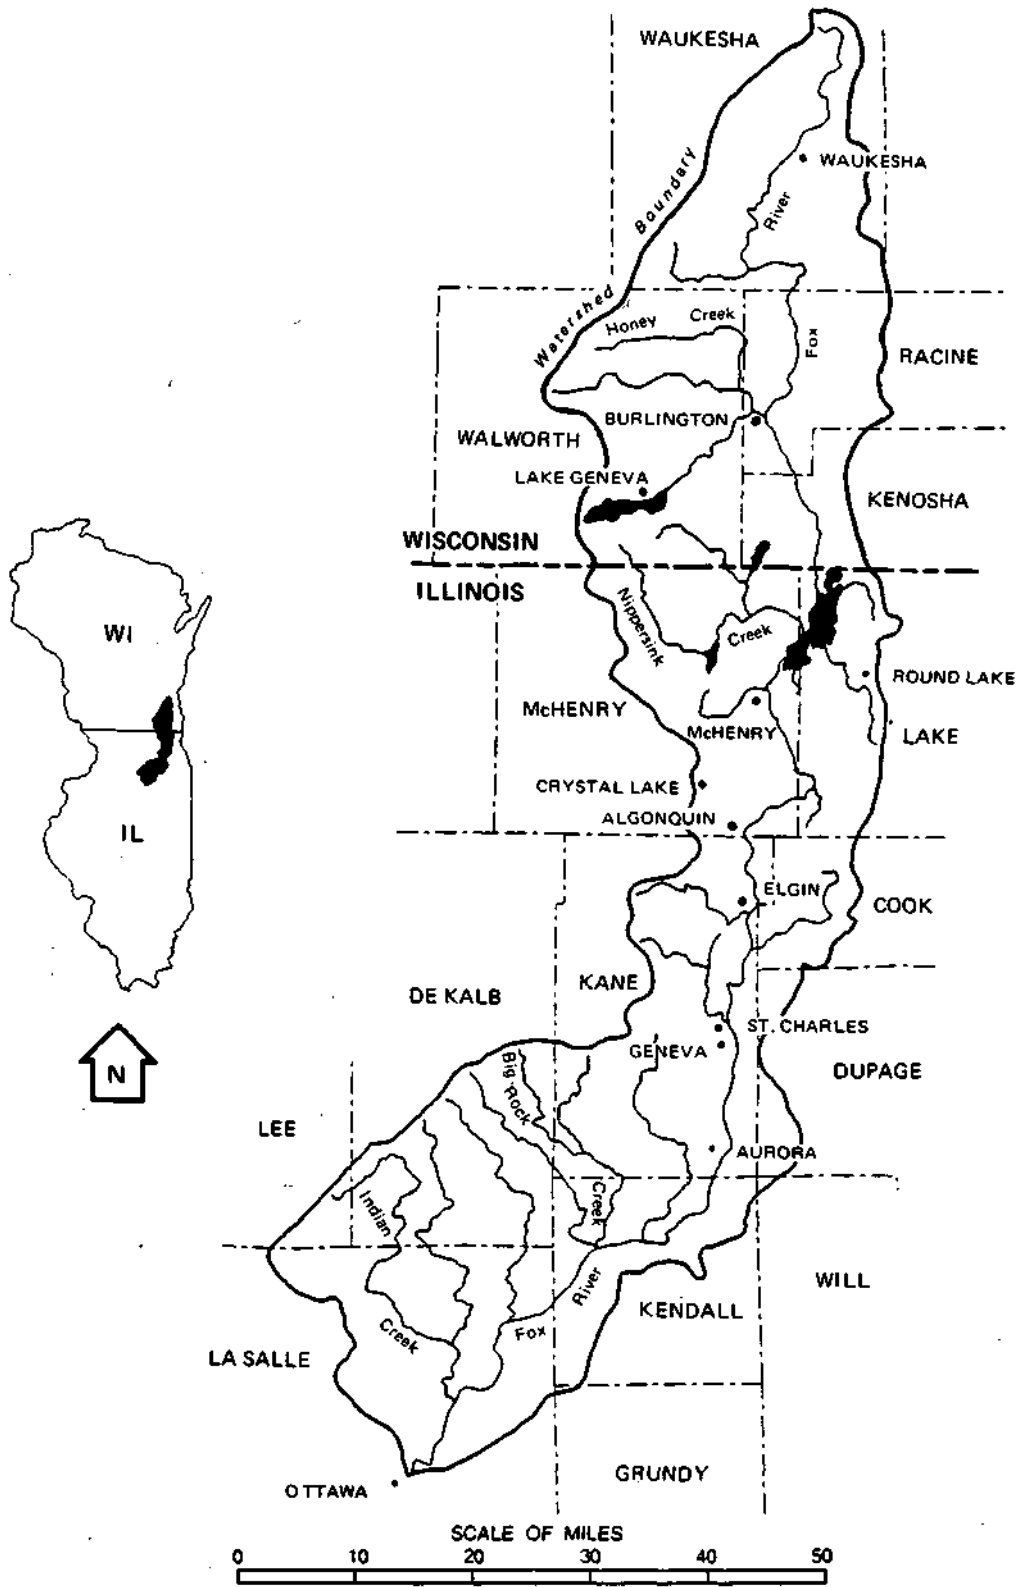 WAUKESHA
WAUKESHA
Watershed Boundary
River
Honey Creek
Fox
RACINE
BURLINGTON
WALWORTH
LAKE GENEVA
KENOSHA
WISCONSIN
ILLINOIS
WI
Nippersink Creek
ROUND LAKE
McHENRY
McHENRY
LAKE
CRYSTAL LAKE
ALGONQUIN
IL
ELGIN
COOK
KANE
DE KALB
ST. CHARLES
GENEVA
DUPAGE
Big Rock Creek
N
LEE
AURORA
Indian Creek
WILL
Fox River
KENDALL
LA SALLE
GRUNDY
OTTAWA
SCALE OF MILES
0 10 20 30 40 50